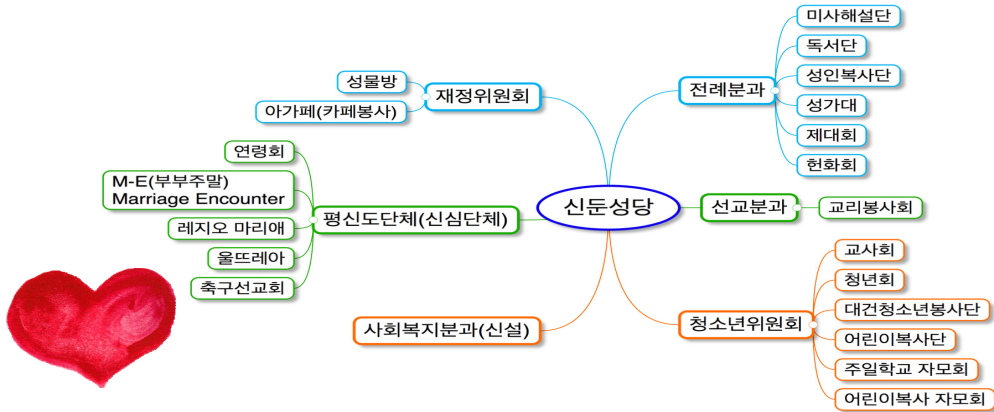 신둔성당
재정위원회
성물방
아가페(카페봉사)
평신도단체(신심단체)
연령회
M-E(부부주말)
Marriage Encounter
레지오 마리애
울뜨레아
축구선교회
사회복지분과(신설)
전례분과
미사해설단
독서단
성인복사단
성가대
제대회
헌화회
선교분과
교리봉사회
청소년위원회
교사회
청년회
대건청소년봉사단
어린이복사단
주일학교 자모회
어린이복사 자모회